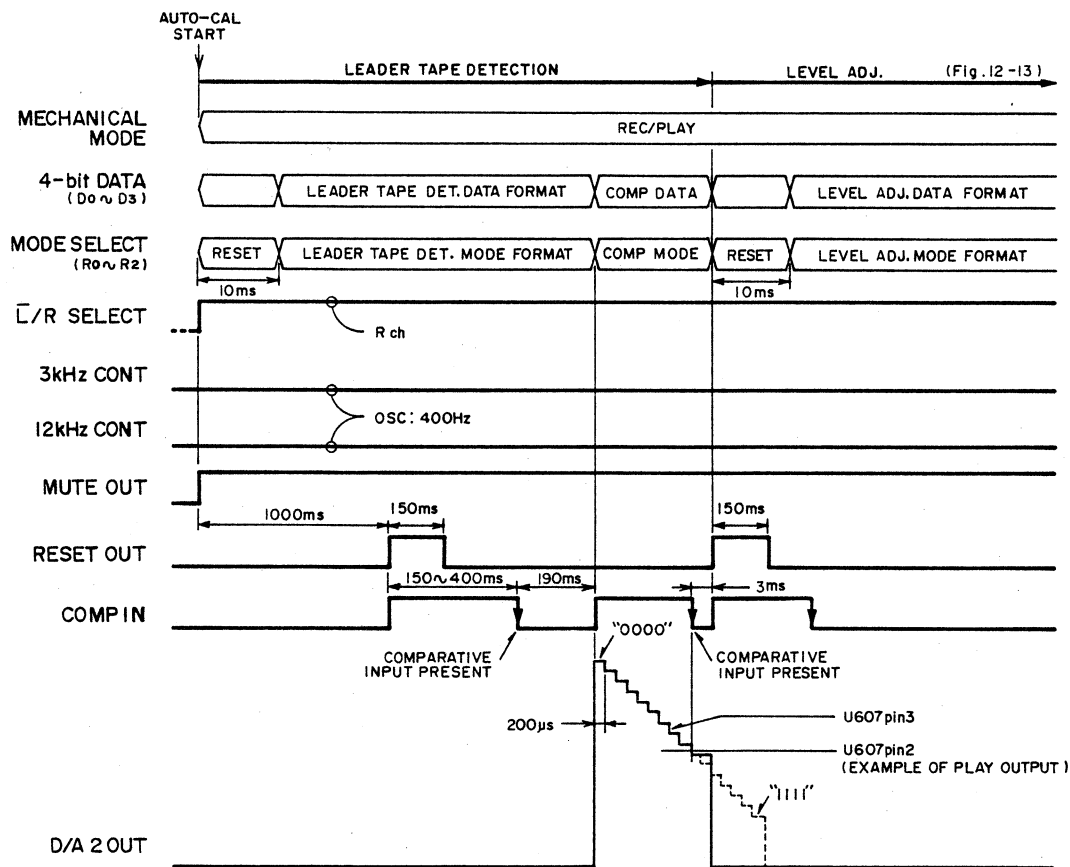 AUTO-CAL
START
LEADER TAPE DETECTION
LEVEL ADJ.
(Fig. 12-13)
MECHANICAL
MODE
REC/PLAY
4-bit DATA
(D0~D3)
LEADER TAPE DET. DATA FORMAT
COMP DATA
LEVEL ADJ. DATA FORMAT
MODE SELECT
(R0~R2)
RESET
LEADER TAPE DET. MODE FORMAT
COMP MODE
RESET
LEVEL ADJ. MODE FORMAT
10ms
10ms
L̅/R SELECT
R ch
3kHz CONT
OSC: 400Hz
12kHz CONT
MUTE OUT
1000ms
150ms
150ms
RESET OUT
150~400ms
190ms
3ms
COMP IN
"0000"
COMPARATIVE
INPUT PRESENT
COMPARATIVE
INPUT PRESENT
200µs
U607pin3
U607pin2
(EXAMPLE OF PLAY OUTPUT)
"1111"
D/A 2 OUT